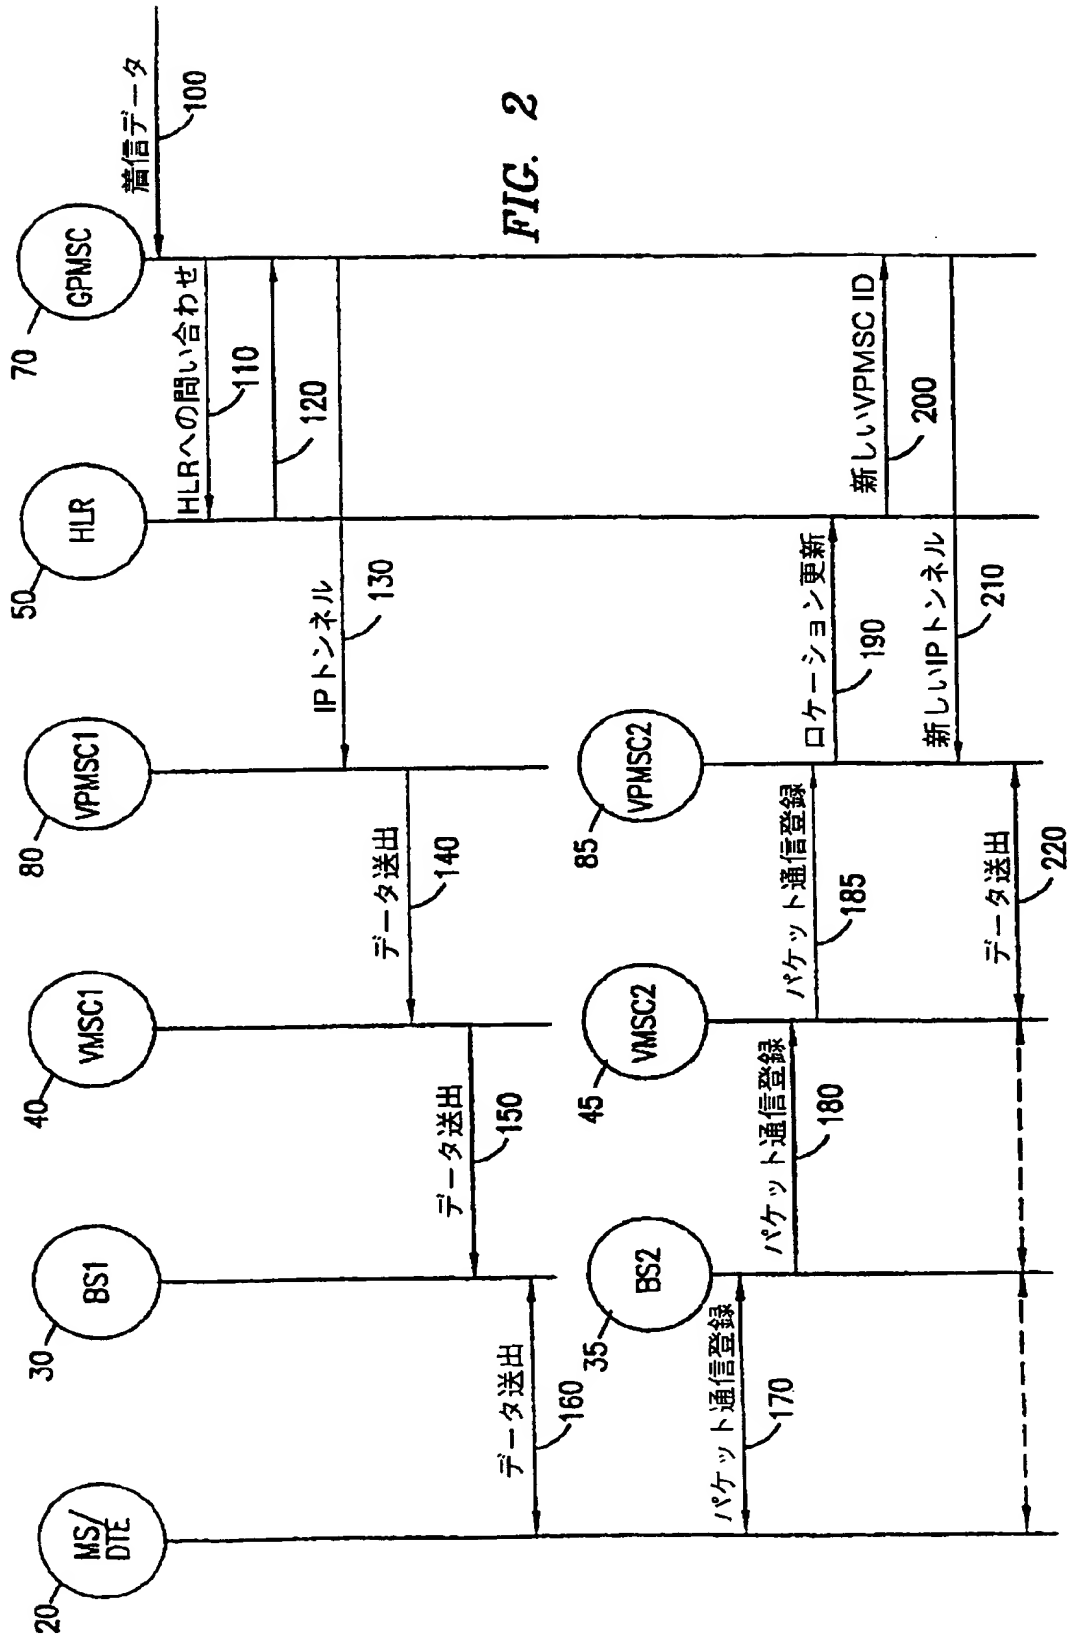 20
MS/
DTE
30
BS1
40
VMSC1
80
VPMSC1
50
HLR
70
GPMSC
着信データ
100
HLRへの問い合わせ
110
120
IPトンネル
130
データ送出
140
データ送出
150
データ送出
160
35
BS2
45
VMSC2
85
VPMSC2
パケット通信登録
170
パケット通信登録
180
パケット通信登録
185
ロケーション更新
190
新しいVPMSC ID
200
新しいIPトンネル
210
データ送出
220
FIG. 2